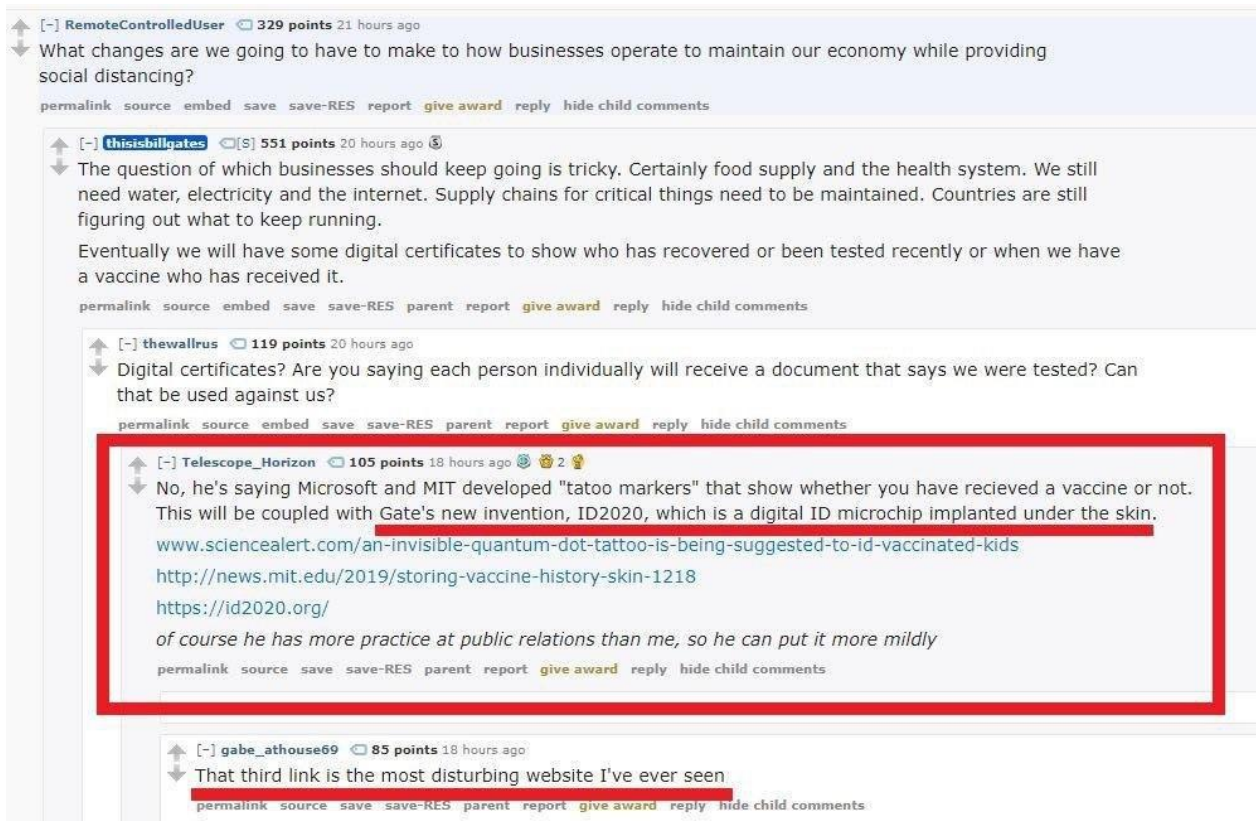 [-] RemoteControlledUser 329 points 21 hours ago
What changes are we going to have to make to how businesses operate to maintain our economy while providing
social distancing?
permalink source embed save save-RES report give award reply hide child comments
[-] thisisbillgates [S] 551 points 20 hours ago
The question of which businesses should keep going is tricky. Certainly food supply and the health system. We still
need water, electricity and the internet. Supply chains for critical things need to be maintained. Countries are still
figuring out what to keep running.
Eventually we will have some digital certificates to show who has recovered or been tested recently or when we have
a vaccine who has received it.
permalink source embed save save-RES parent report give award reply hide child comments
[-] thewallrus 119 points 20 hours ago
Digital certificates? Are you saying each person individually will receive a document that says we were tested? Can
that be used against us?
permalink source embed save save-RES parent report give award reply hide child comments
[-] Telescope_Horizon 105 points 18 hours ago 2
No, he's saying Microsoft and MIT developed "tatoo markers" that show whether you have recieved a vaccine or not.
This will be coupled with Gate's new invention, ID2020, which is a digital ID microchip implanted under the skin.
www.sciencealert.com/an-invisible-quantum-dot-tattoo-is-being-suggested-to-id-vaccinated-kids
http://news.mit.edu/2019/storing-vaccine-history-skin-1218
https://id2020.org/
of course he has more practice at public relations than me, so he can put it more mildly
permalink source save save-RES parent report give award reply hide child comments
[-] gabe_athouse69 85 points 18 hours ago
That third link is the most disturbing website I've ever seen
permalink source save save-RES parent report give award reply hide child comments